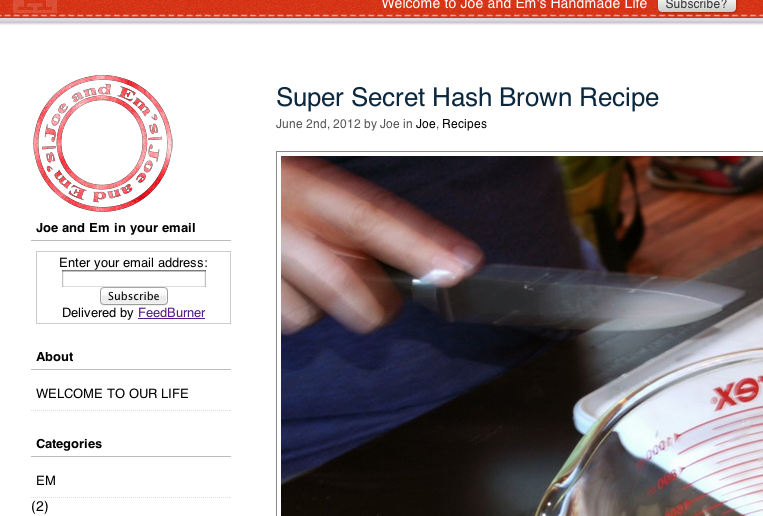 Welcome to Joe and Em's Handmade Life
Subscribe?
Joe and Em's|Joe and Em's|
Super Secret Hash Brown Recipe
June 2nd, 2012 by Joe in Joe, Recipes
Joe and Em in your email
Enter your email address:
Subscribe
Delivered by FeedBurner
About
WELCOME TO OUR LIFE
Categories
EM
(2)